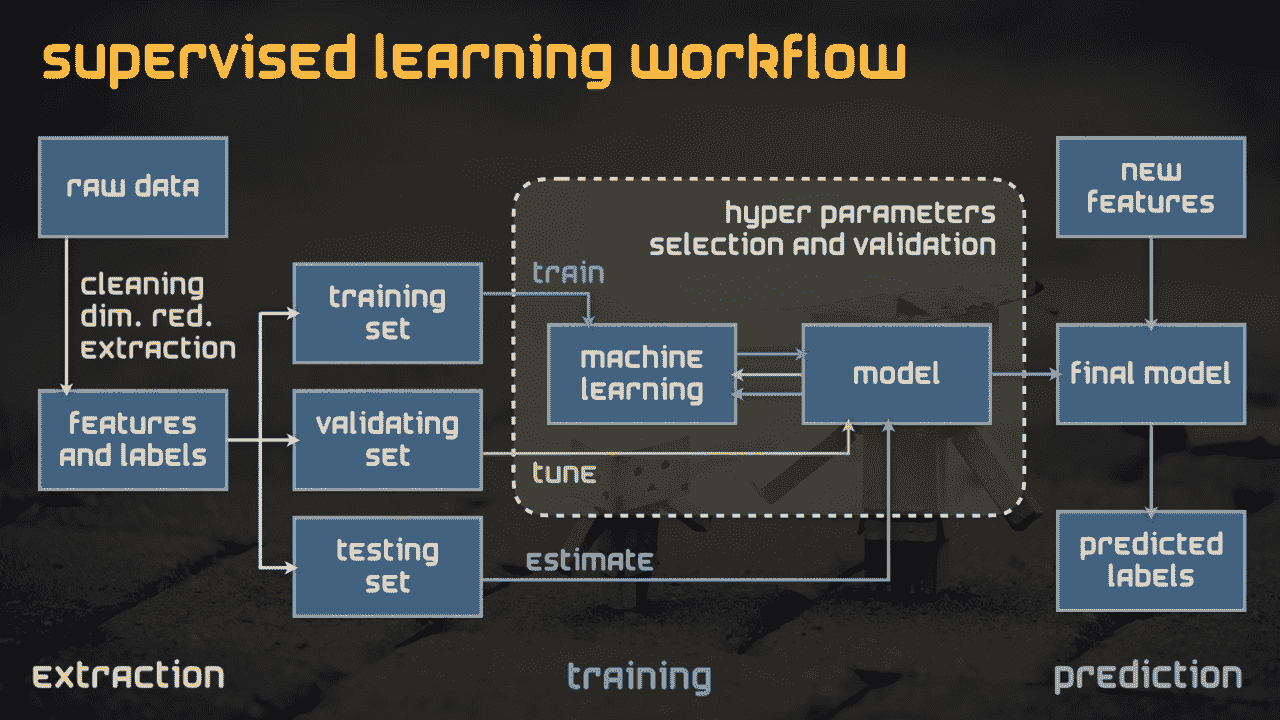 supervised learning workflow
raw data
cleaning
dim. red.
extraction
features
and labels
training
set
validating
set
testing
set
hyper parameters
selection and validation
train
machine
learning
model
tune
estimate
new
features
final model
predicted
labels
extraction
training
prediction